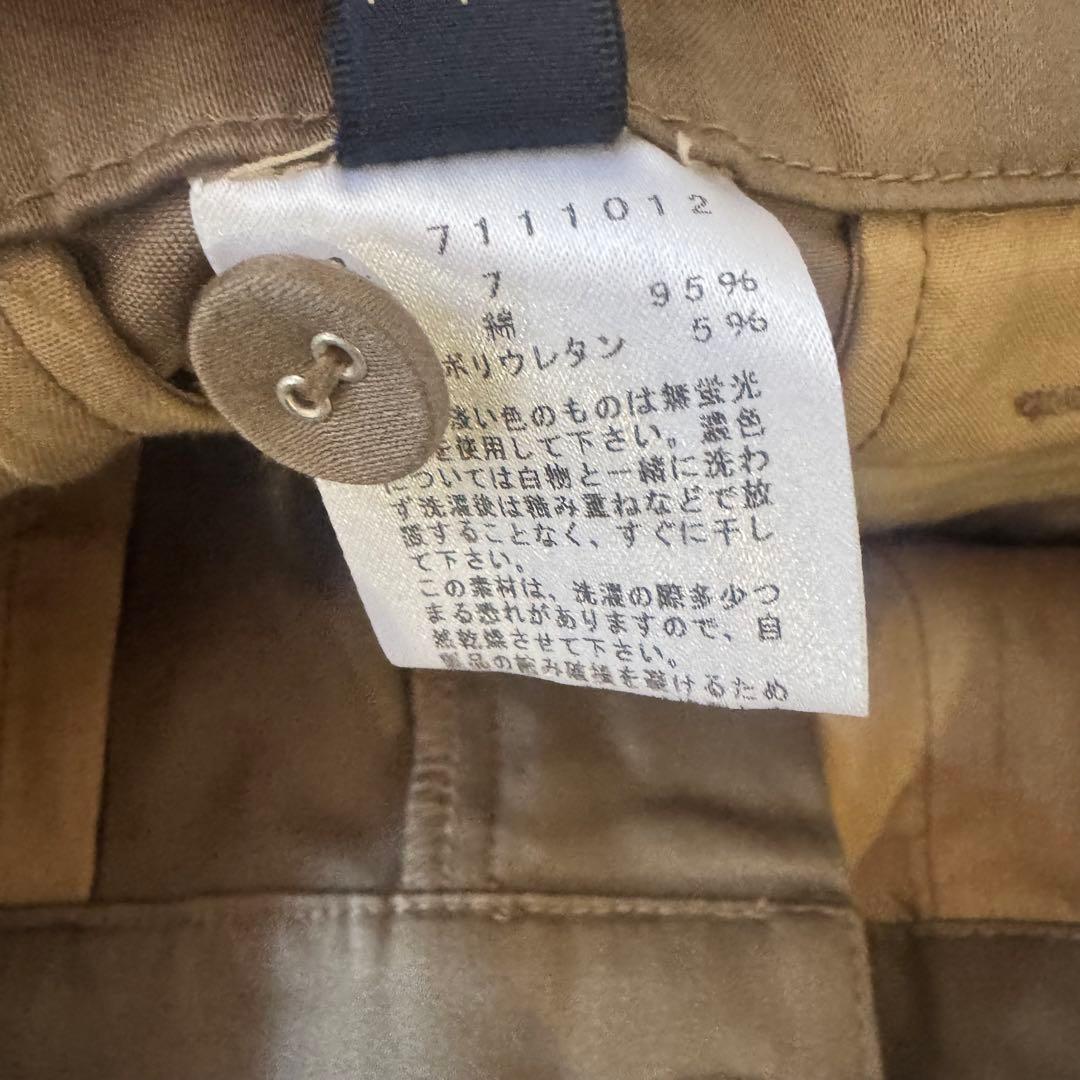 7111012
7
綿 95%
ポリウレタン 5%
浅い色のものは無蛍光
を使用して下さい。濃色
については白物と一緒に洗わ
ず洗濯後は積み重ねなどで放
置することなく、すぐに干し
て下さい。
この素材は、洗濯の際多少つ
まる恐れがありますので、自
然乾燥させて下さい。
製品の
を避けるため